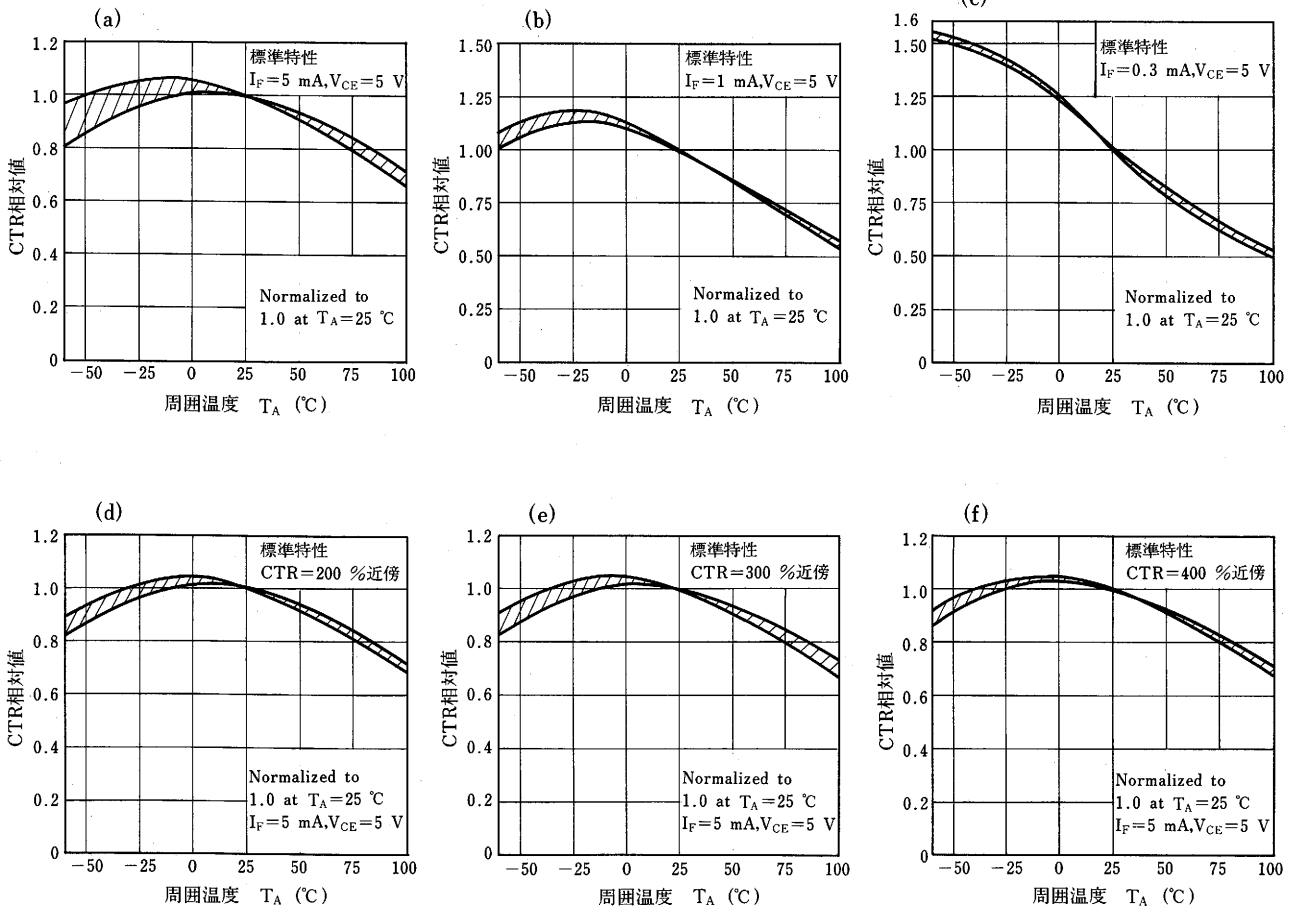 (a)
1.2
1.0
0.8
0.6
0.4
0.2
0
CTR相対値
標準特性
I_F=5 mA,V_CE=5 V
Normalized to
1.0 at T_A=25 ℃
-50 -25 0 25 50 75 100
周囲温度 T_A (℃)
(b)
1.50
1.25
1.00
0.75
0.50
0.25
0
CTR相対値
標準特性
I_F=1 mA,V_CE=5 V
Normalized to
1.0 at T_A=25 ℃
-50 -25 0 25 50 75 100
周囲温度 T_A (℃)
(c)
1.6
1.50
1.25
1.00
0.75
0.50
0.25
0
CTR相対値
標準特性
I_F=0.3 mA,V_CE=5 V
Normalized to
1.0 at T_A=25 ℃
-50 -25 0 25 50 75 100
周囲温度 T_A (℃)
(d)
1.2
1.0
0.8
0.6
0.4
0.2
0
CTR相対値
標準特性
CTR=200 %近傍
Normalized to
1.0 at T_A=25 ℃
I_F=5 mA,V_CE=5 V
-50 -25 0 25 50 75 100
周囲温度 T_A (℃)
(e)
1.2
1.0
0.8
0.6
0.4
0.2
0
CTR相対値
標準特性
CTR=300 %近傍
Normalized to
1.0 at T_A=25 ℃
I_F=5 mA,V_CE=5 V
-50 -25 0 25 50 75 100
周囲温度 T_A (℃)
(f)
1.2
1.0
0.8
0.6
0.4
0.2
0
CTR相対値
標準特性
CTR=400 %近傍
Normalized to
1.0 at T_A=25 ℃
I_F=5 mA,V_CE=5 V
-50 -25 0 25 50 75 100
周囲温度 T_A (℃)